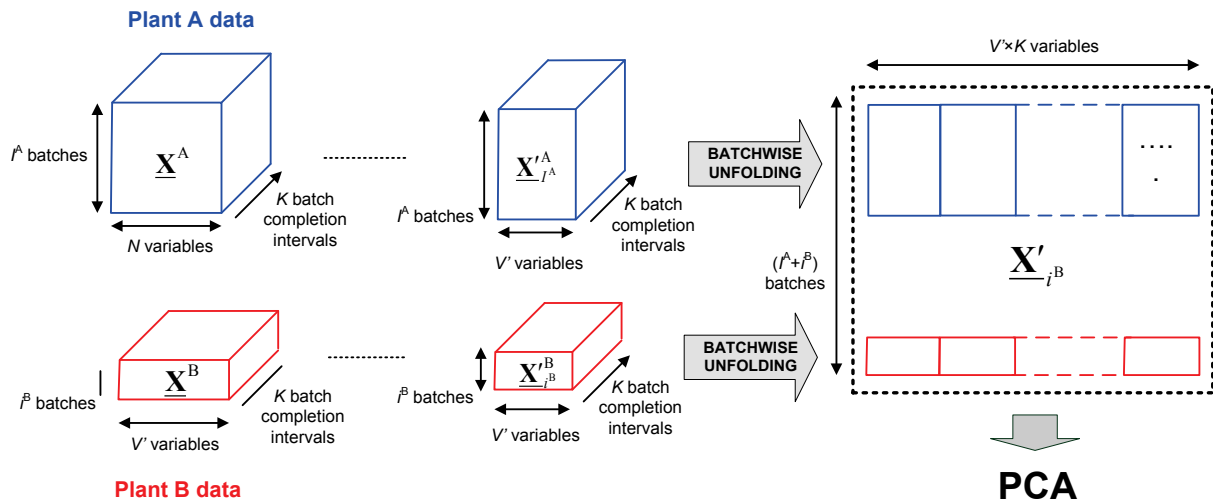 Plant A data
I^A batches
X^A
N variables
K batch
completion
intervals
I^A batches
X'^A_{I^A}
V' variables
K batch
completion
intervals
BATCHWISE
UNFOLDING
V'×K variables
....
.
(I^A+i^B)
batches
X'_{i^B}
i^B batches
X^B
V' variables
K batch
completion
intervals
i^B batches
X'^B_{i^B}
V' variables
K batch
completion
intervals
BATCHWISE
UNFOLDING
Plant B data
PCA